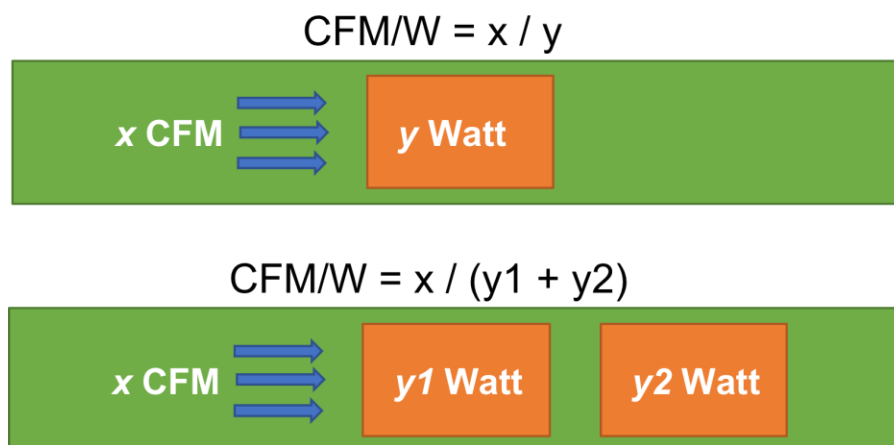 CFM/W = x / y
x CFM
y Watt
CFM/W = x / (y1 + y2)
x CFM
y1 Watt
y2 Watt